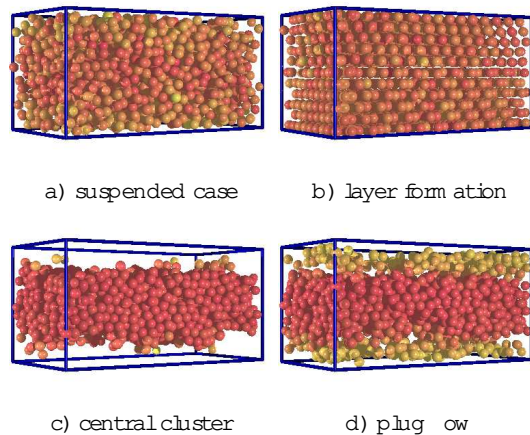 a) suspended case
b) layer form ation
c) central cluster
d) plug ow